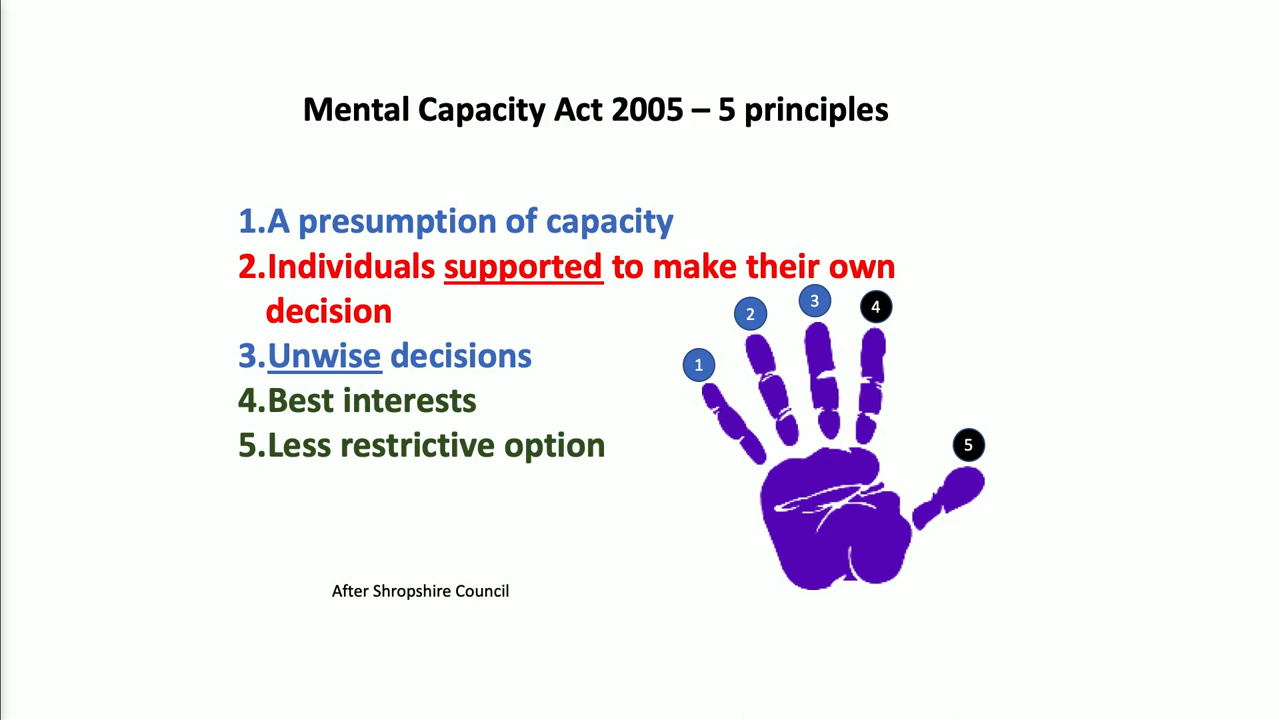 Mental Capacity Act 2005 – 5 principles
1.A presumption of capacity
2.Individuals supported to make their own
decision
3.Unwise decisions
4.Best interests
5.Less restrictive option
1
2
3
4
5
After Shropshire Council